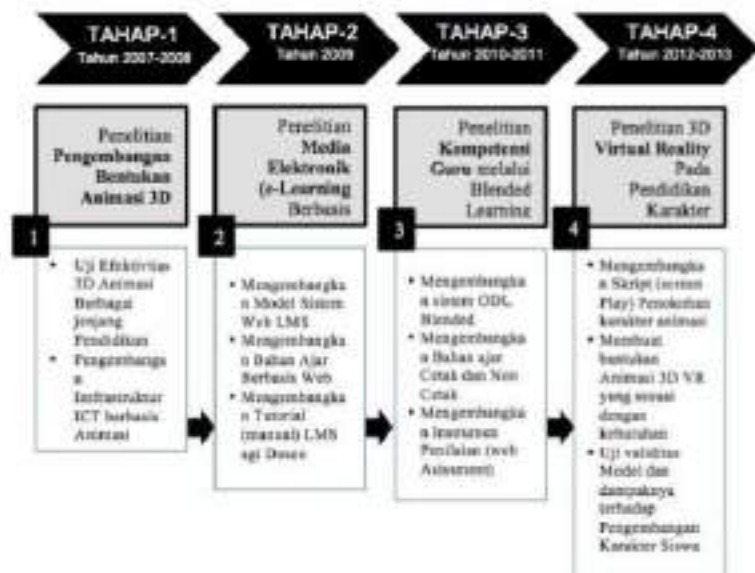 TAHAP-1
Tahun 2007-2008
TAHAP-2
Tahun 2009
TAHAP-3
Tahun 2010-2011
TAHAP-4
Tahun 2012-2013
Penelitian
Pengembangan
Bentukan
Animasi 3D
1
Uji Efektivitas
3D Animasi
Berbagai
jenjang
Pendidikan
Pengembanga
n
Infrastruktur
ICT berbasis
Animasi
Penelitian
Media
Elektronik
(e-Learning
Berbasis
2
Mengembangka
n Model Sistem
Web LMS
Mengembangka
n Bahan Ajar
Berbasis Web
Mengembangka
n Tutorial
(manual) LMS
agi Dosen
Penelitian
Kompetensi
Guru melalui
Blended
Learning
3
Mengembangka
n sistem ODL,
Blended
Mengembangka
n Bahan ajar
Cetak dan Non
Cetak
Mengembangka
n Instrumen
Penilaian (web
Asissment)
Penelitian 3D
Virtual Reality
Pada
Pendidikan
Karakter
4
Mengembangka
n Skript (screen
Play) Penokohan
karakter animasi
Membuat
bentukan
Animasi 3D VR
yang sesuai
dengan
kebutuhan
Uji validitas
Model dan
dampaknya
terhadap
Pengembangan
Karakter Siswa